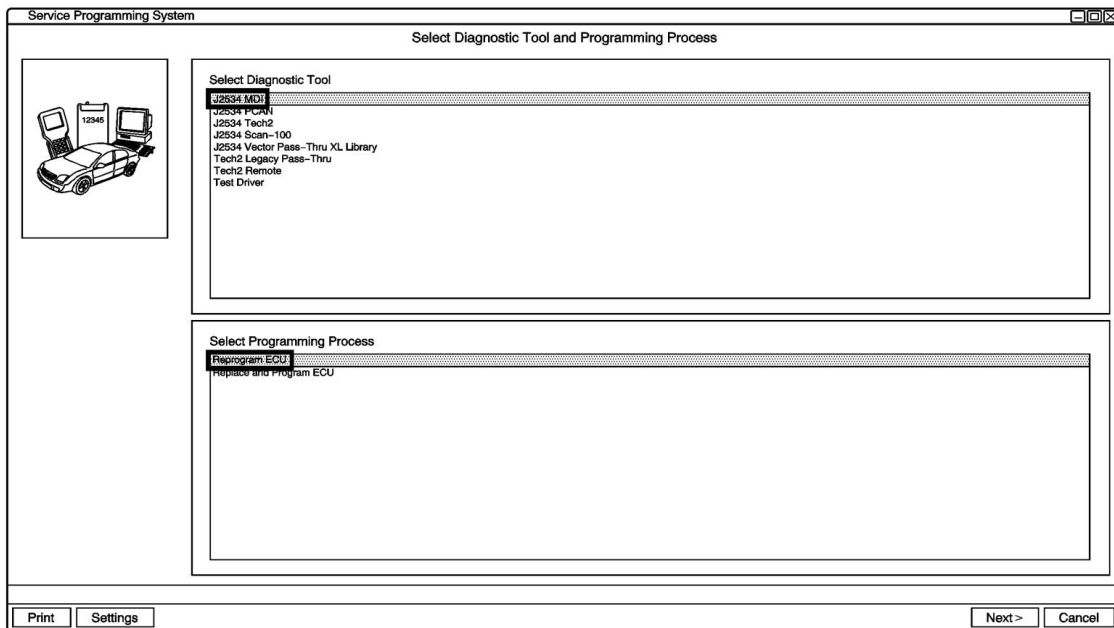 Service Programming System
Select Diagnostic Tool and Programming Process
12345
Select Diagnostic Tool
J2534 MDI
J2534 PCAN
J2534 Tech2
J2534 Scan-100
J2534 Vector Pass-Thru XL Library
Tech2 Legacy Pass-Thru
Tech2 Remote
Test Driver
Select Programming Process
Reprogram ECU
Replace and Program ECU
Print
Settings
Next >
Cancel